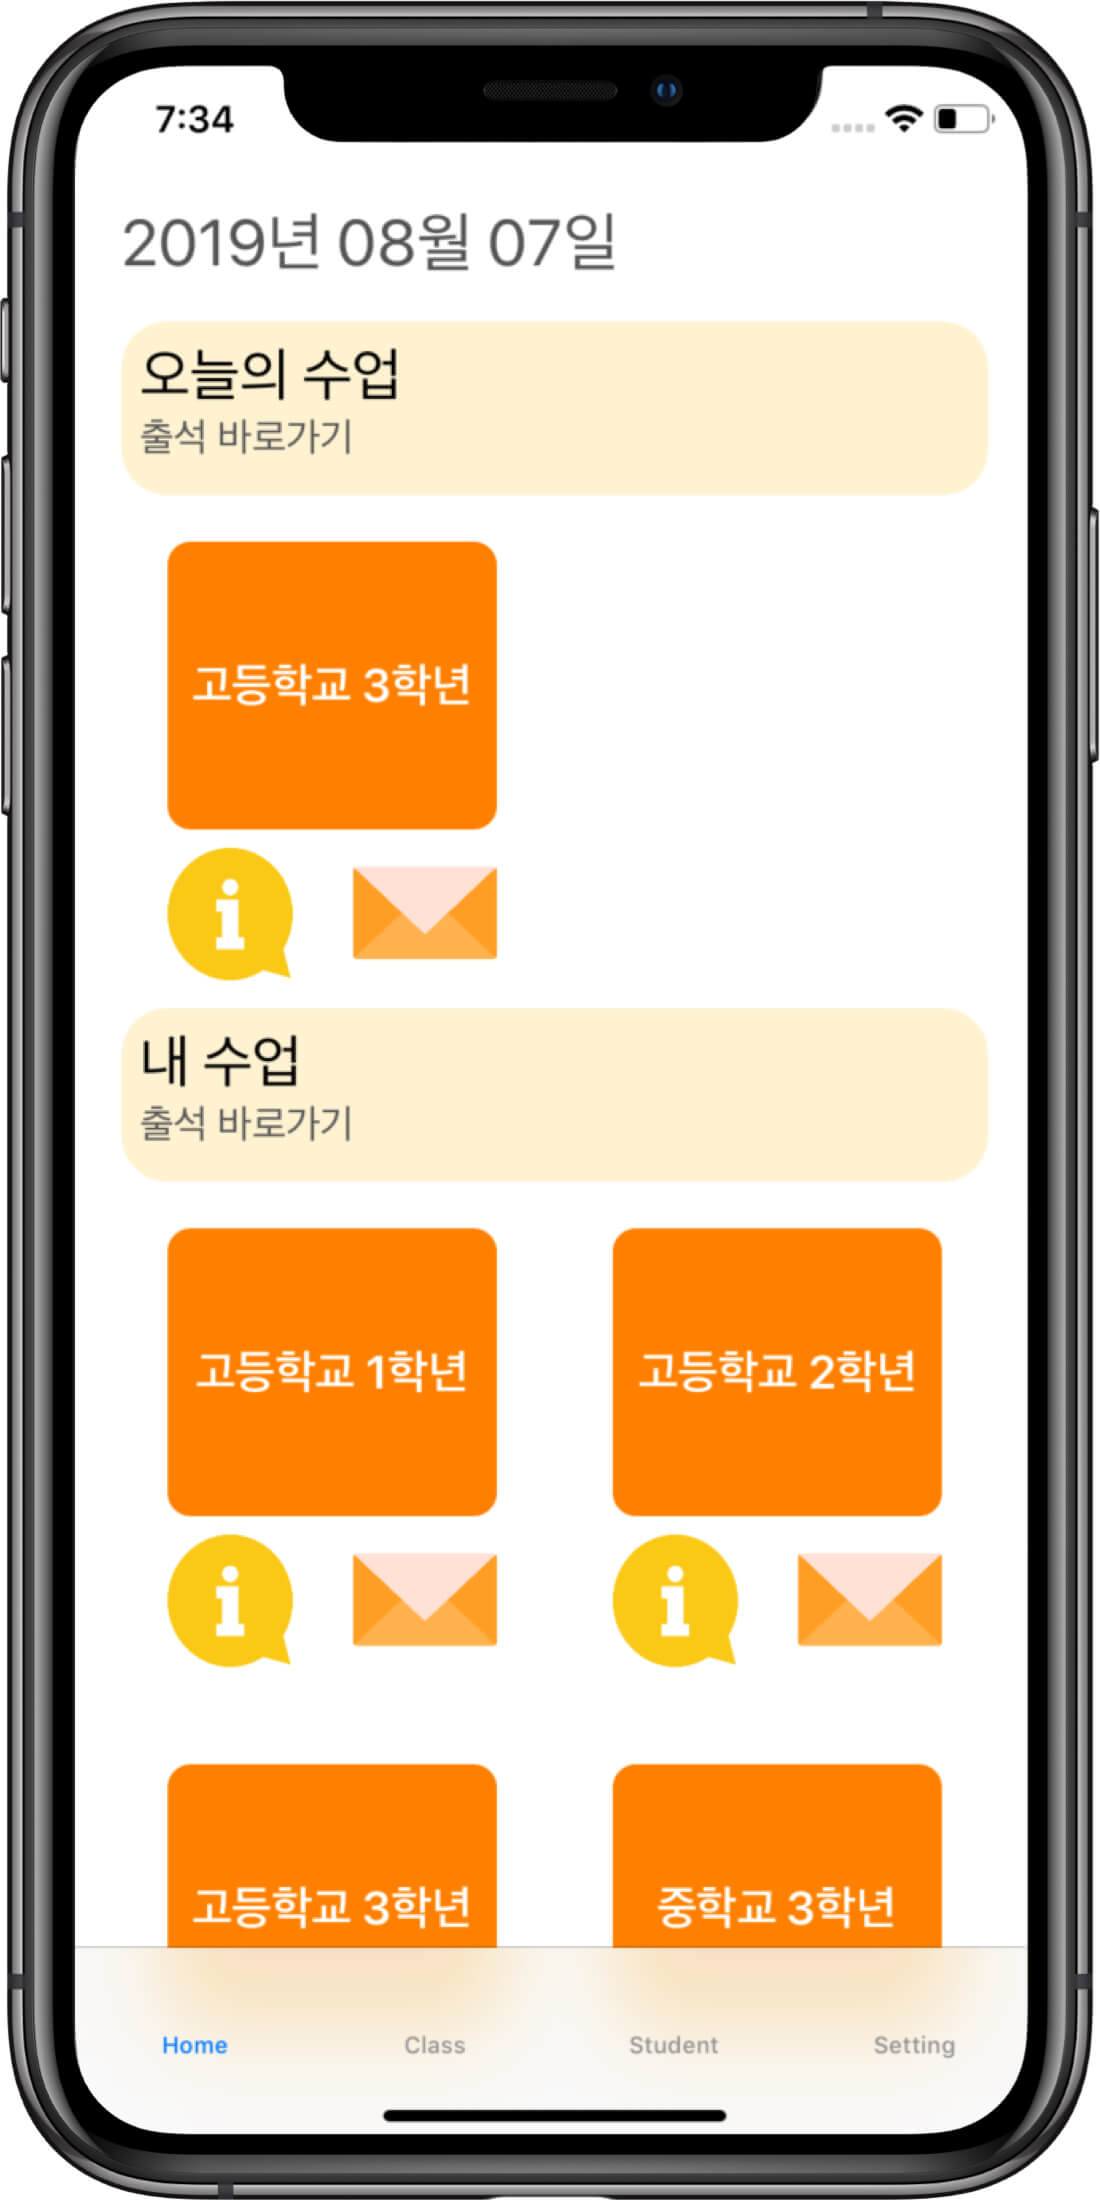 7:34
2019년 08월 07일
오늘의 수업
출석 바로가기
고등학교 3학년
내 수업
출석 바로가기
고등학교 1학년
고등학교 2학년
고등학교 3학년
중학교 3학년
Home
Class
Student
Setting